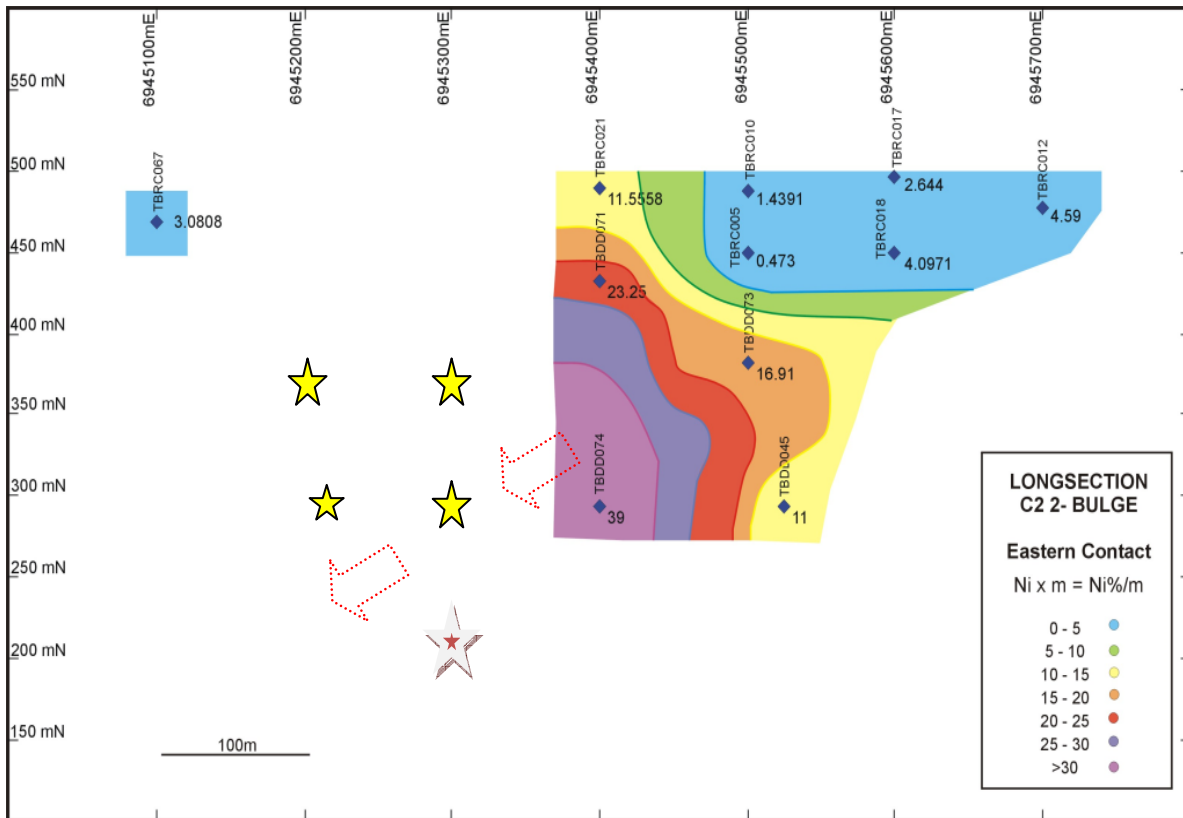 6945100mE
6945200mE
6945300mE
6945400mE
6945500mE
6945600mE
6945700mE
550 mN
500 mN
450 mN
400 mN
350 mN
300 mN
250 mN
200 mN
150 mN
TBRC067
3.0808
TBRC021
11.5558
TBDD071
23.25
TBRC010
1.4391
TBRC005
0.473
TBRC017
2.644
TBRC018
4.0971
TBRC012
4.59
TBDD073
16.91
TBDD074
39
TBDD045
11
100m
LONGSECTION
C2 2- BULGE
Eastern Contact
Ni x m = Ni%/m
0 - 5
5 - 10
10 - 15
15 - 20
20 - 25
25 - 30
>30